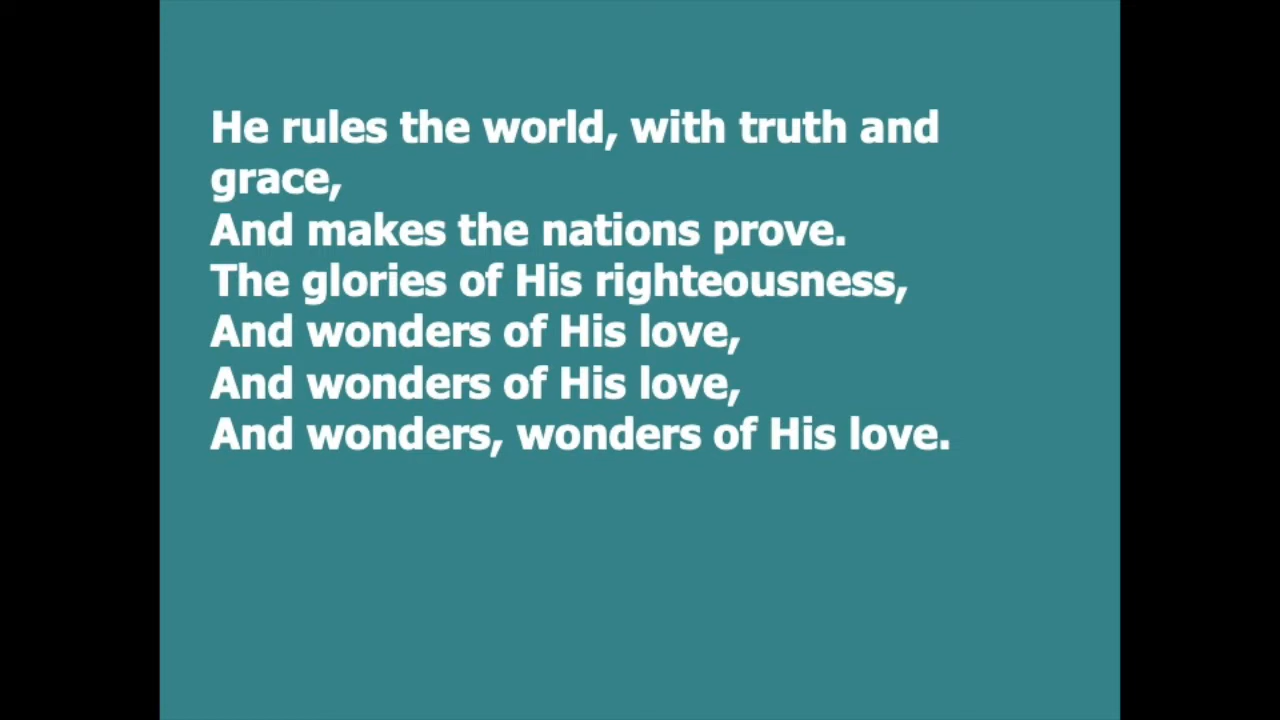 He rules the world, with truth and
grace,
And makes the nations prove.
The glories of His righteousness,
And wonders of His love,
And wonders of His love,
And wonders, wonders of His love.